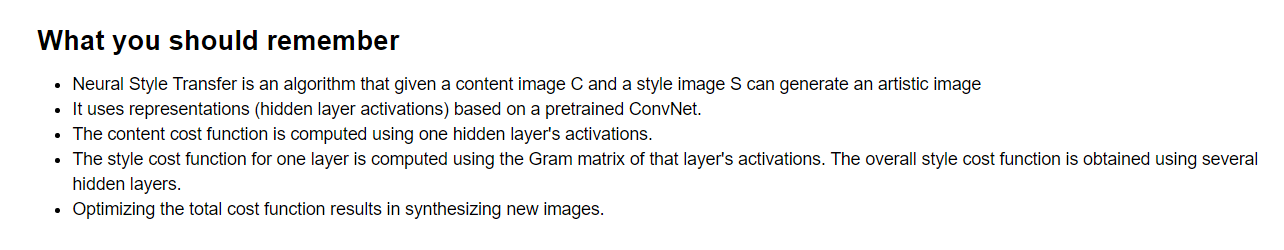 What you should remember
• Neural Style Transfer is an algorithm that given a content image C and a style image S can generate an artistic image
• It uses representations (hidden layer activations) based on a pretrained ConvNet.
• The content cost function is computed using one hidden layer's activations.
• The style cost function for one layer is computed using the Gram matrix of that layer's activations. The overall style cost function is obtained using several
hidden layers.
• Optimizing the total cost function results in synthesizing new images.